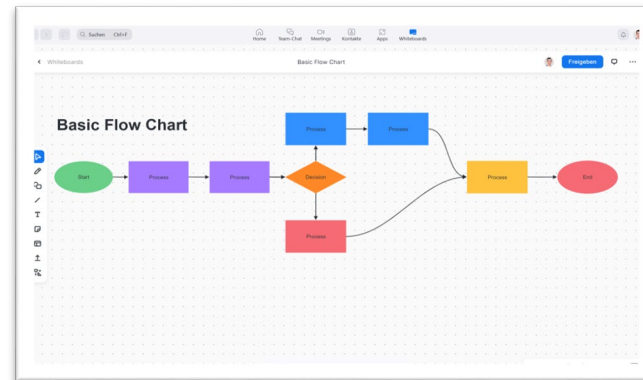 Suchen Ctrl+F
Home Team-Chat Meetings Kontakte Apps Whiteboards
Whiteboards
Basic Flow Chart
Freigeben
Basic Flow Chart
Process Process
Start Process Process Decision Process End
Process
T